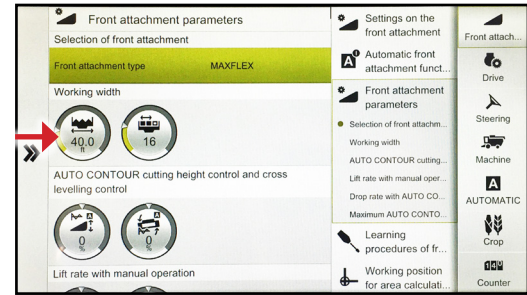 Front attachment parameters
Selection of front attachment
Front attachment type MAXFLEX
Working width
40.0
ft
16
AUTO CONTOUR cutting height control and cross
levelling control
0
%
0
%
Lift rate with manual operation
Settings on the
front attachment
Automatic front
attachment funct...
Front attachment
parameters
Selection of front attachm...
Working width
AUTO CONTOUR cutting...
Lift rate with manual oper...
Drop rate with AUTO CO...
Maximum AUTO CONTO...
Learning
procedures of fr...
Working position
for area calculati...
Front attach...
Drive
Steering
Machine
A
AUTOMATIC
Crop
Counter